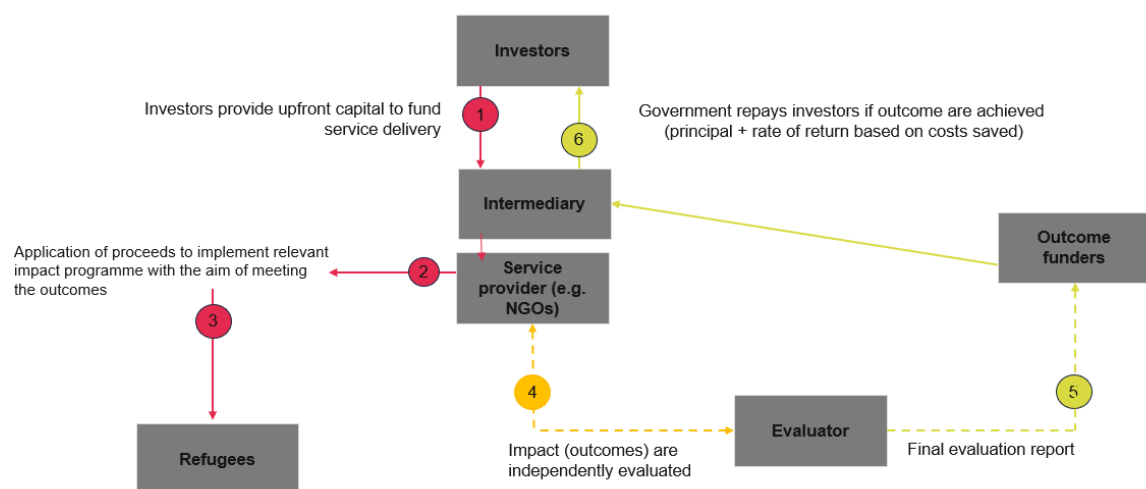 Investors
Investors provide upfront capital to fund
service delivery
1
6
Government repays investors if outcome are achieved
(principal + rate of return based on costs saved)
Intermediary
Outcome
funders
Application of proceeds to implement relevant
impact programme with the aim of meeting
the outcomes
2
Service
provider (e.g.
NGOs)
3
4
5
Refugees
Impact (outcomes) are
independently evaluated
Evaluator
Final evaluation report